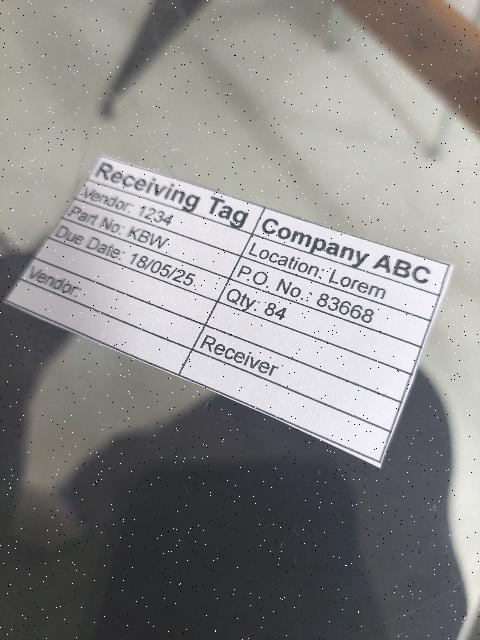 Receiving Tag
Company ABC
Vendor: 1234
Location: Lorem
Part No: KBW
P.O. No.: 83668
Due Date: 18/05/25
Qty: 84
Vendor:
Receiver